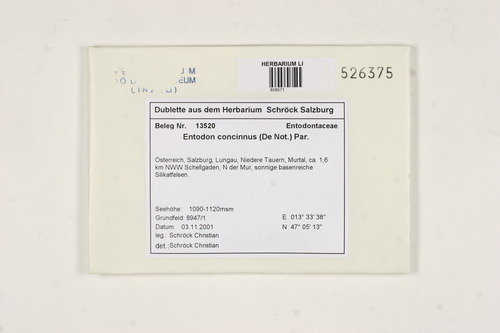 HERBARIUM LI
526375
Dublette aus dem Herbarium Schröck Salzburg
Beleg Nr. 13520 Entodontaceae
Entodon concinnus (De Not.) Par.
Österreich, Salzburg, Lungau, Niedere Tauern, Murtal, ca. 1,6
km NWW Schellgaden, N der Mur, sonnige basenreiche
Silikatfelsen.
Seehöhe: 1090-1120msm
Grundfeld: 8947/1 E 013° 33' 38"
Datum: 03.11.2001 N 47° 05' 13"
leg.: Schröck Christian
det.: Schröck Christian